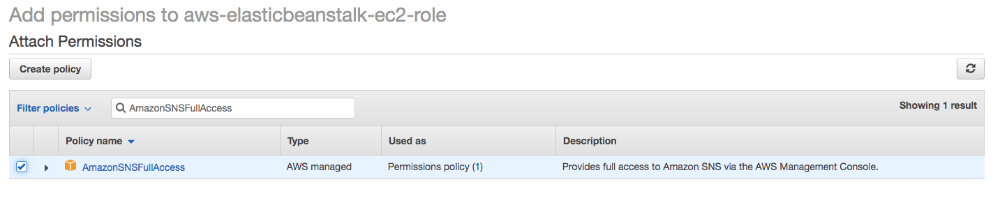 Add permissions to aws-elasticbeanstalk-ec2-role
Attach Permissions
Create policy
Filter policies AmazonSNSFullAccess Showing 1 result
Policy name Type Used as Description
AmazonSNSFullAccess AWS managed Permissions policy (1) Provides full access to Amazon SNS via the AWS Management Console.